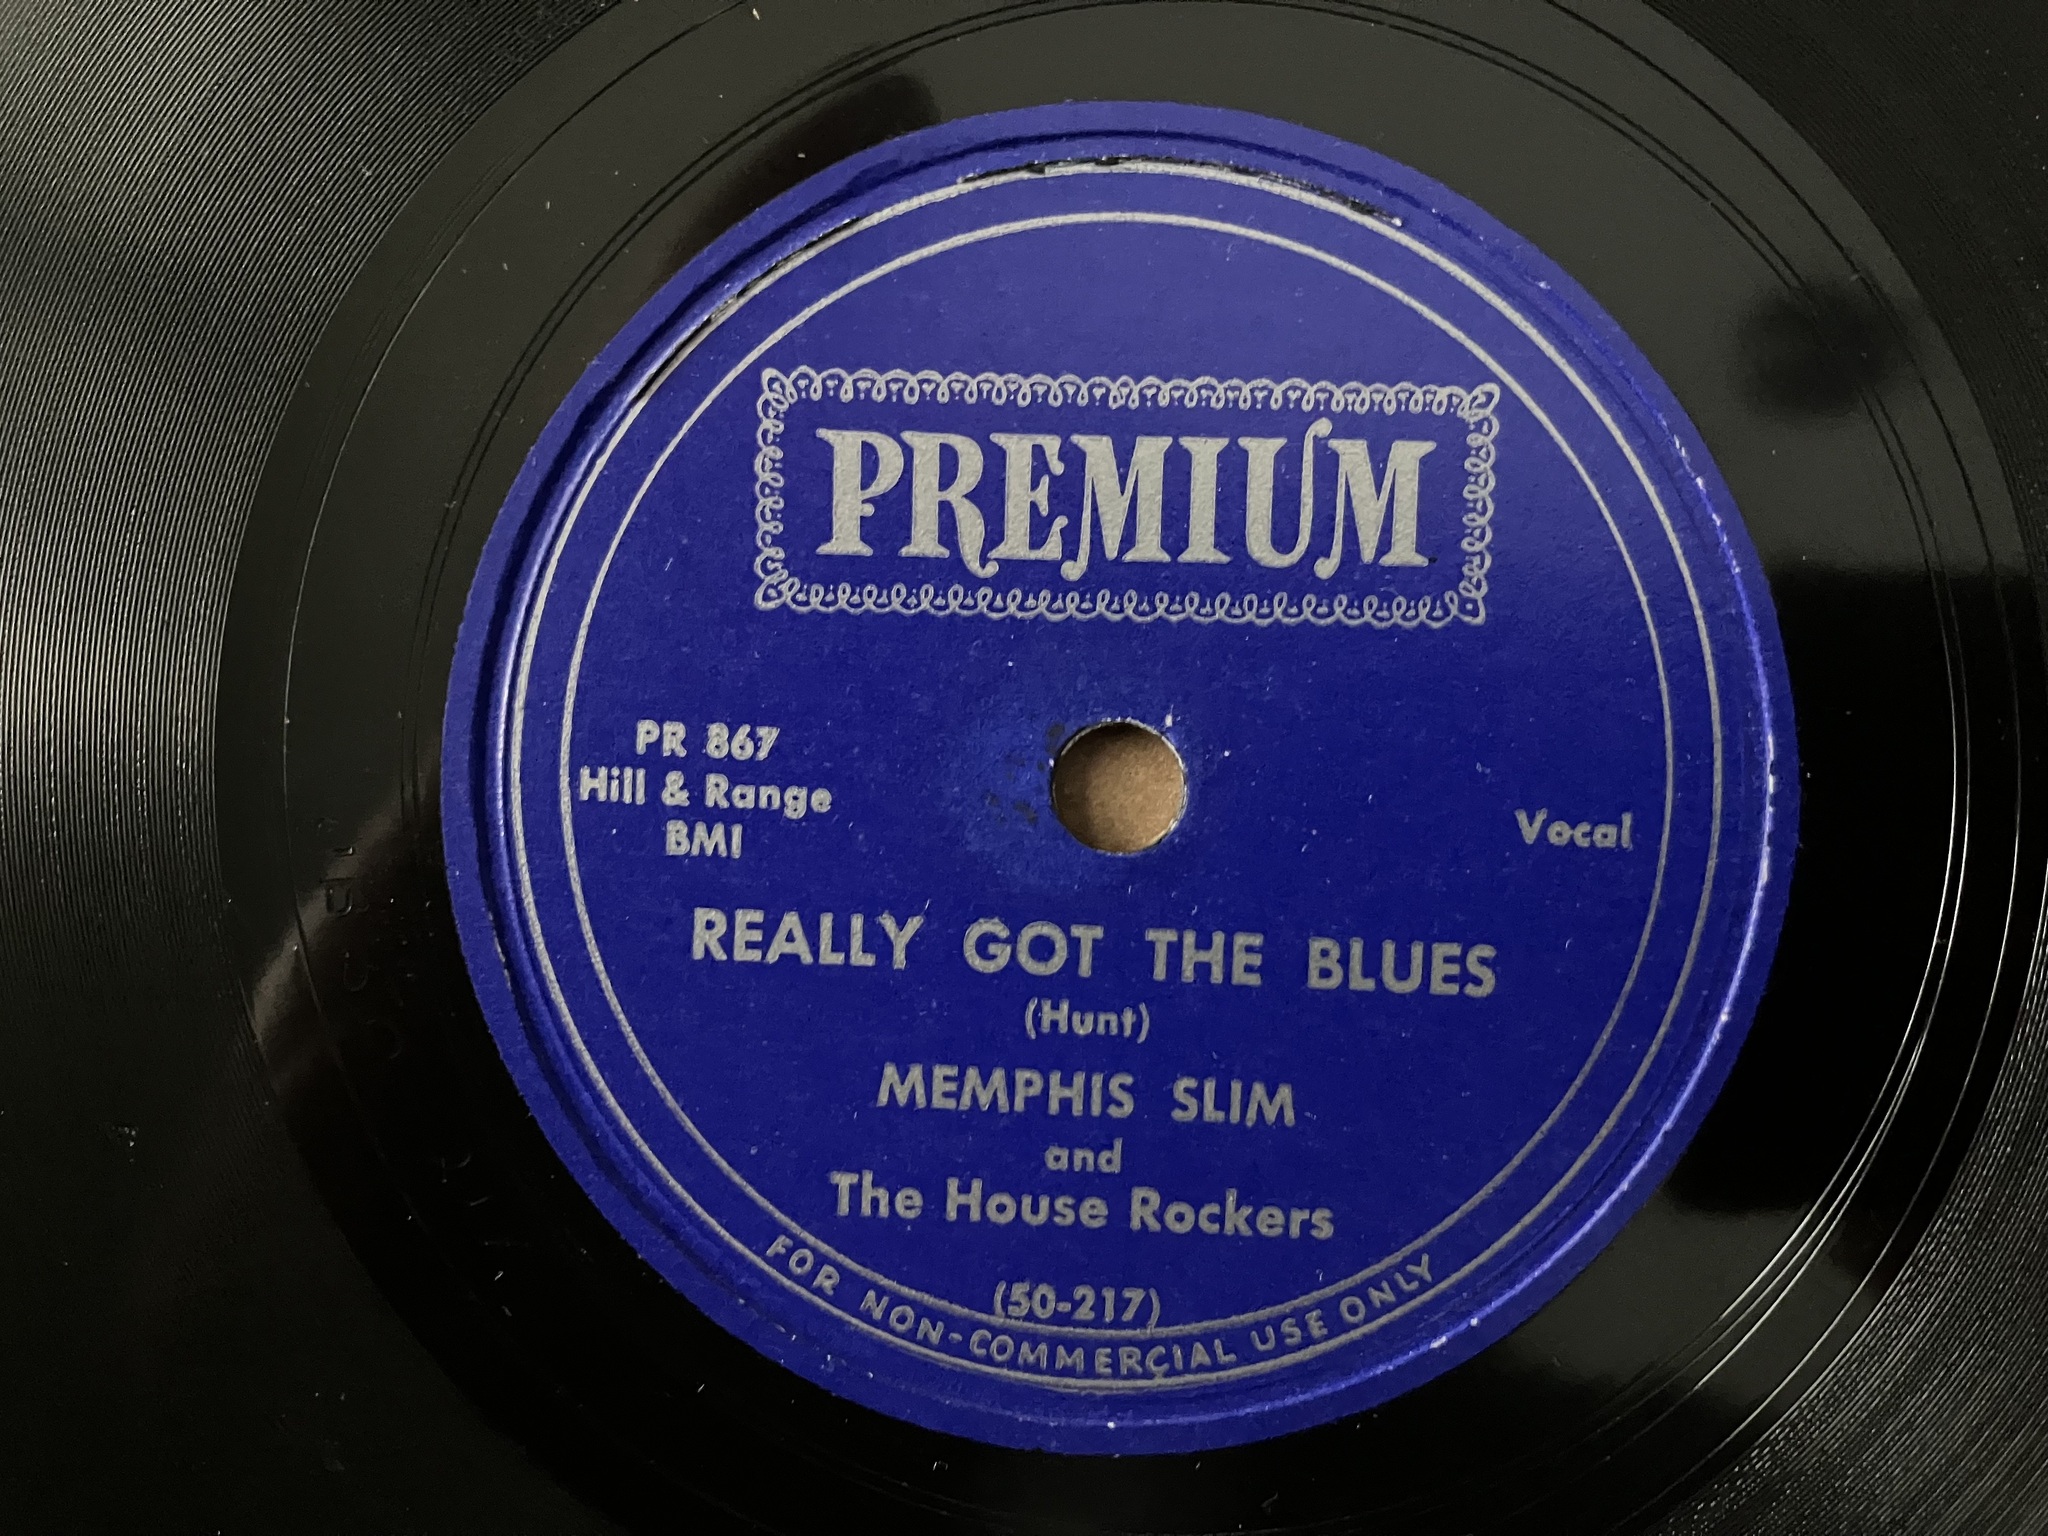 PREMIUM
PR 867
Hill & Range
BMI
Vocal
REALLY GOT THE BLUES
(Hunt)
MEMPHIS SLIM
and
The House Rockers
(50-217)
FOR NON-COMMERCIAL USE ONLY